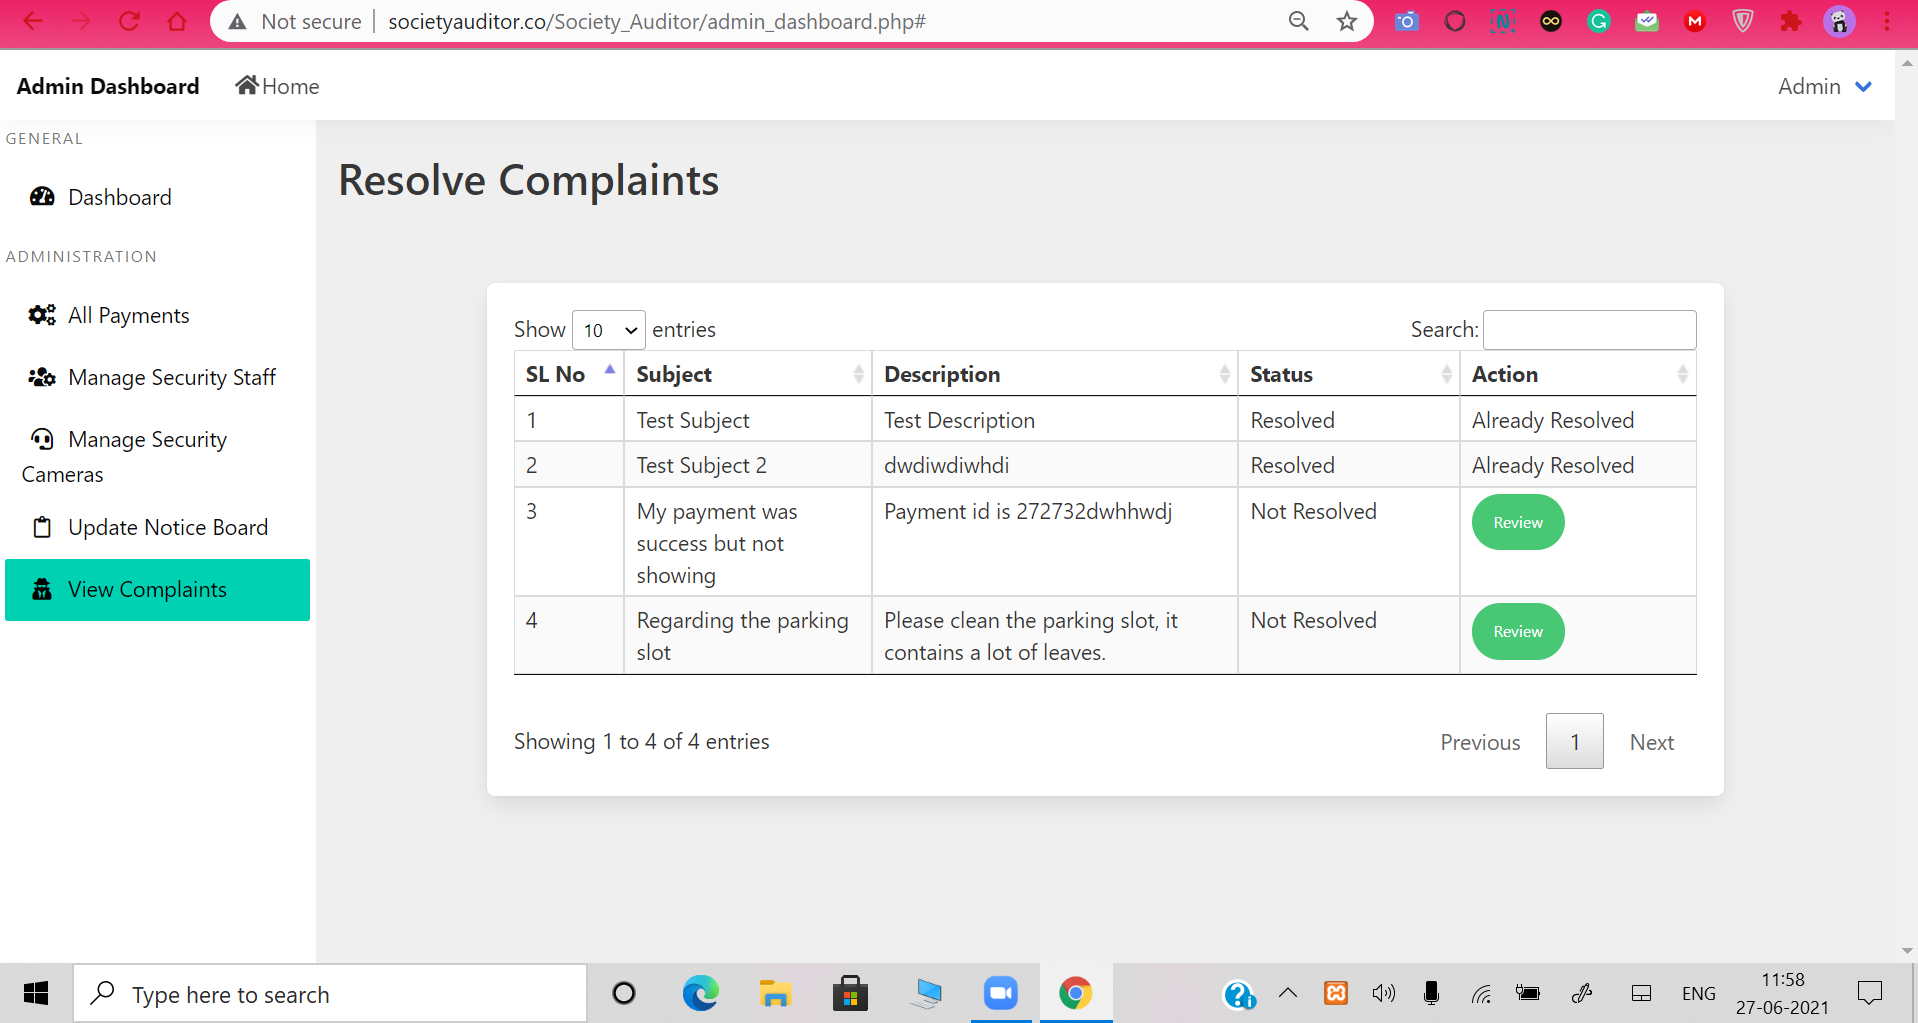 Not secure societyauditor.co/Society_Auditor/admin_dashboard.php#
Admin Dashboard Home Admin
GENERAL
Dashboard
ADMINISTRATION
All Payments
Manage Security Staff
Manage Security
Cameras
Update Notice Board
View Complaints
Resolve Complaints
Show 10 entries Search:
SL No Subject Description Status Action
1 Test Subject Test Description Resolved Already Resolved
2 Test Subject 2 dwdiwdiwhdi Resolved Already Resolved
3 My payment was Payment id is 272732dwhhwdj Not Resolved Review
success but not
showing
4 Regarding the parking Please clean the parking slot, it Not Resolved Review
slot contains a lot of leaves.
Showing 1 to 4 of 4 entries Previous 1 Next
Type here to search ENG 11:58
27-06-2021